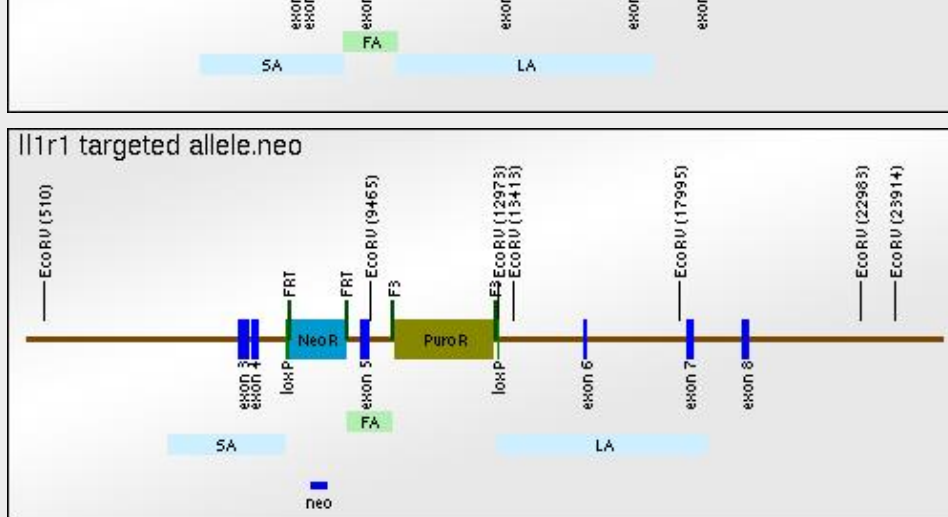 exon
exon
exon
exon
exon
exon
FA
SA
LA
Il1r1 targeted allele.neo
EcoRV (510)
FRT
FRT
EcoRV (9465)
F3
F3
EcoRV (12973)
EcoRV (13413)
EcoRV (17995)
EcoRV (22983)
EcoRV (23914)
Neo R
Puro R
exon 3
exon 4
loxP
exon 5
loxP
exon 6
exon 7
exon 8
FA
SA
LA
neo